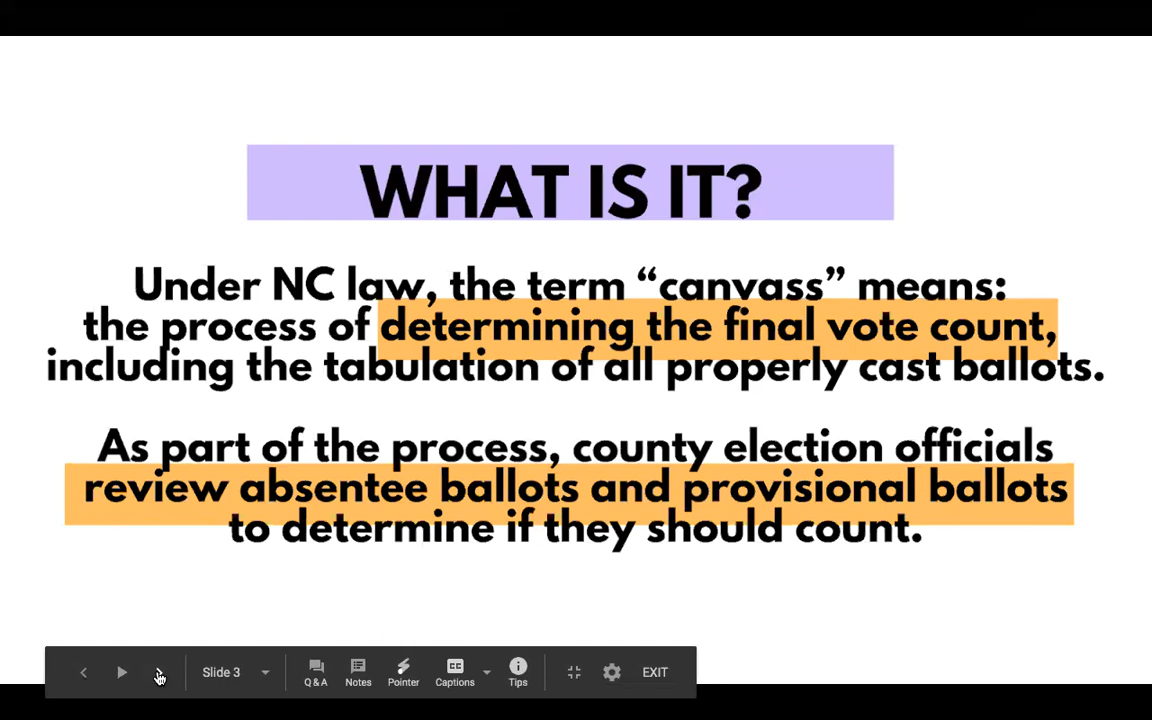 WHAT IS IT?
Under NC law, the term “canvass” means:
the process of determining the final vote count,
including the tabulation of all properly cast ballots.
As part of the process, county election officials
review absentee ballots and provisional ballots
to determine if they should count.
Slide 3
Q & A
Notes
Pointer
CC
Captions
Tips
EXIT